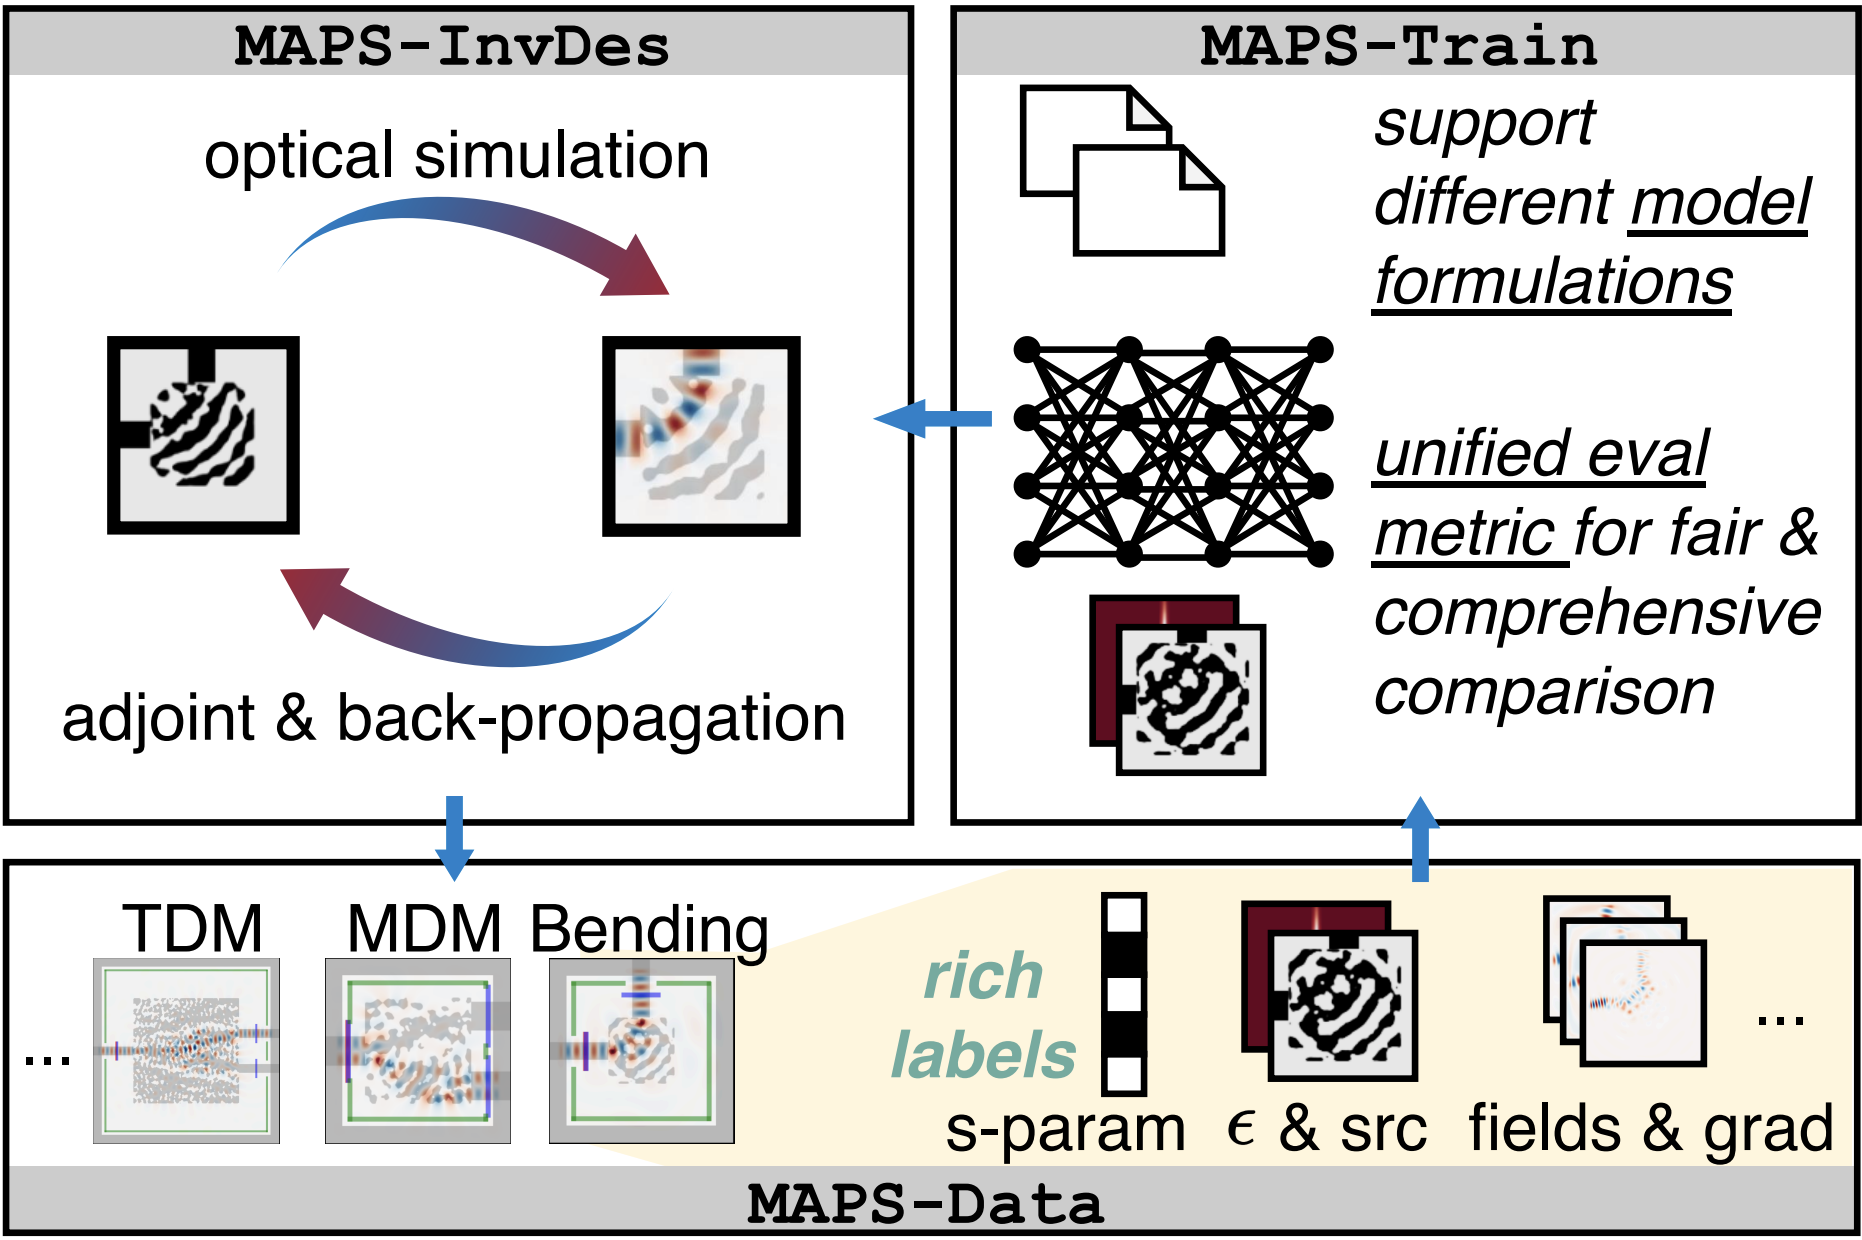 MAPS-InvDes
optical simulation
adjoint & back-propagation
MAPS-Train
support
different model
formulations
unified eval
metric for fair &
comprehensive
comparison
TDM MDM Bending
...
rich
labels
...
s-param ϵ & src fields & grad
MAPS-Data